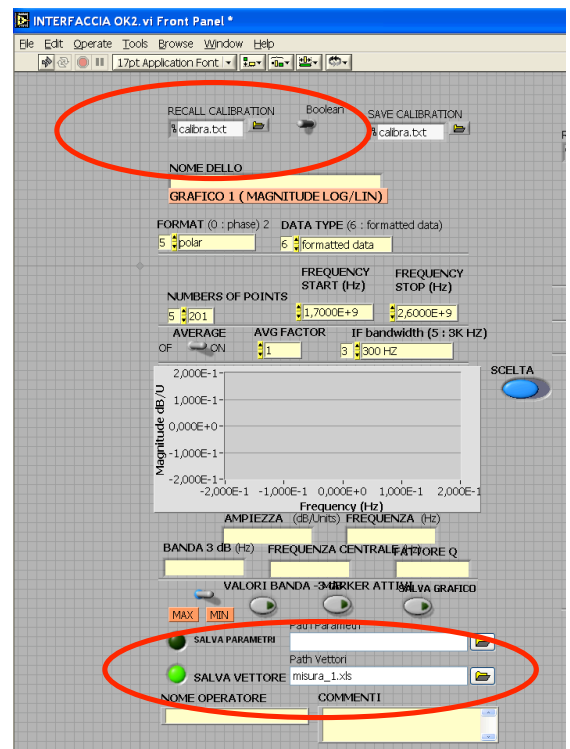 INTERFACCIA OK2.vi Front Panel *
File Edit Operate Tools Browse Window Help
17pt Application Font
RECALL CALIBRATION Boolean SAVE CALIBRATION
calibra.txt calibra.txt
NOME DELLO
GRAFICO 1 ( MAGNITUDE LOG/LIN)
FORMAT (0 : phase) 2 DATA TYPE (6 : formatted data)
5 polar 6 formatted data
FREQUENCY FREQUENCY
START (Hz) STOP (Hz)
NUMBERS OF POINTS
5 201 1,7000E+9 2,6000E+9
AVERAGE AVG FACTOR IF bandwidth (5 : 3K HZ)
OF ON 1 3 300 HZ
SCELTA
Magnitude dB/U
2,000E-1
1,000E-1
0,000E+0
-1,000E-1
-2,000E-1
-2,000E-1 -1,000E-1 0,000E+0 1,000E-1 2,000E-1
Frequency (Hz)
AMPIEZZA (dB/Units) FREQUENZA (Hz)
BANDA 3 dB (Hz) FREQUENZA CENTRALE FATTORE Q
VALORI BANDA -3 MARKER ATTIVI SALVA GRAFICO
MAX MIN
Path Parametri
SALVA PARAMETRI
Path Vettori
SALVA VETTORE misura_1.xls
NOME OPERATORE COMMENTI